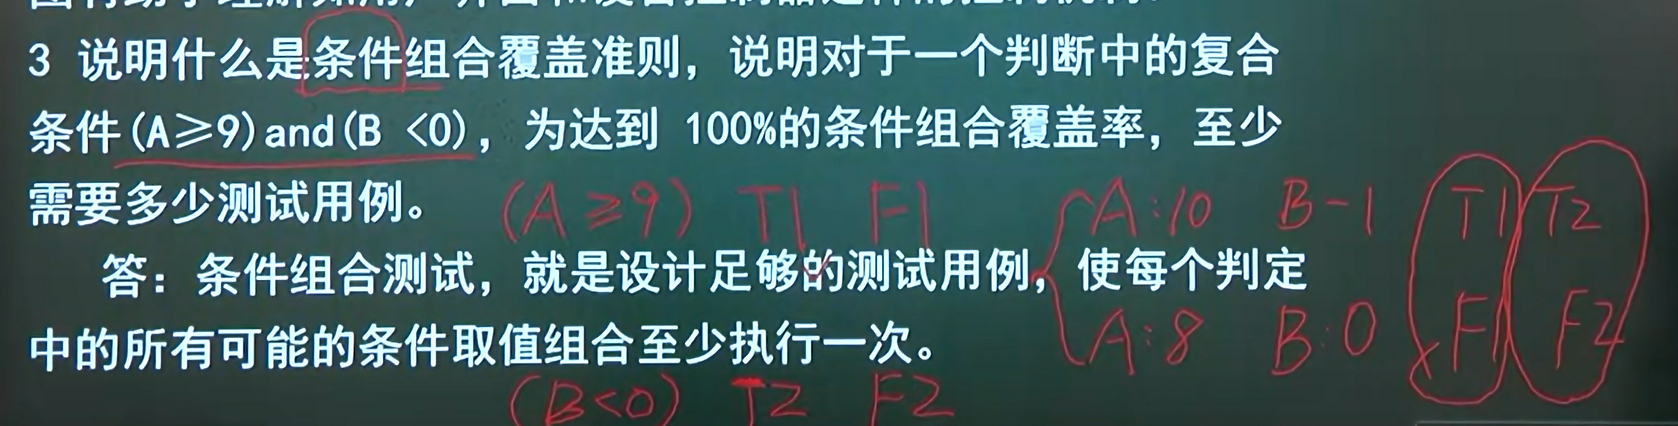 3 说明什么是条件组合覆盖准则，说明对于一个判断中的复合
条件(A≥9)and(B <0)，为达到 100%的条件组合覆盖率，至少
需要多少测试用例。
(A≥9) T1 F1
A:10 B-1 T1 T2
答：条件组合测试，就是设计足够的测试用例，使每个判定
A:8 B:0 F1 F2
中的所有可能的条件取值组合至少执行一次。
(B<0) T2 F2